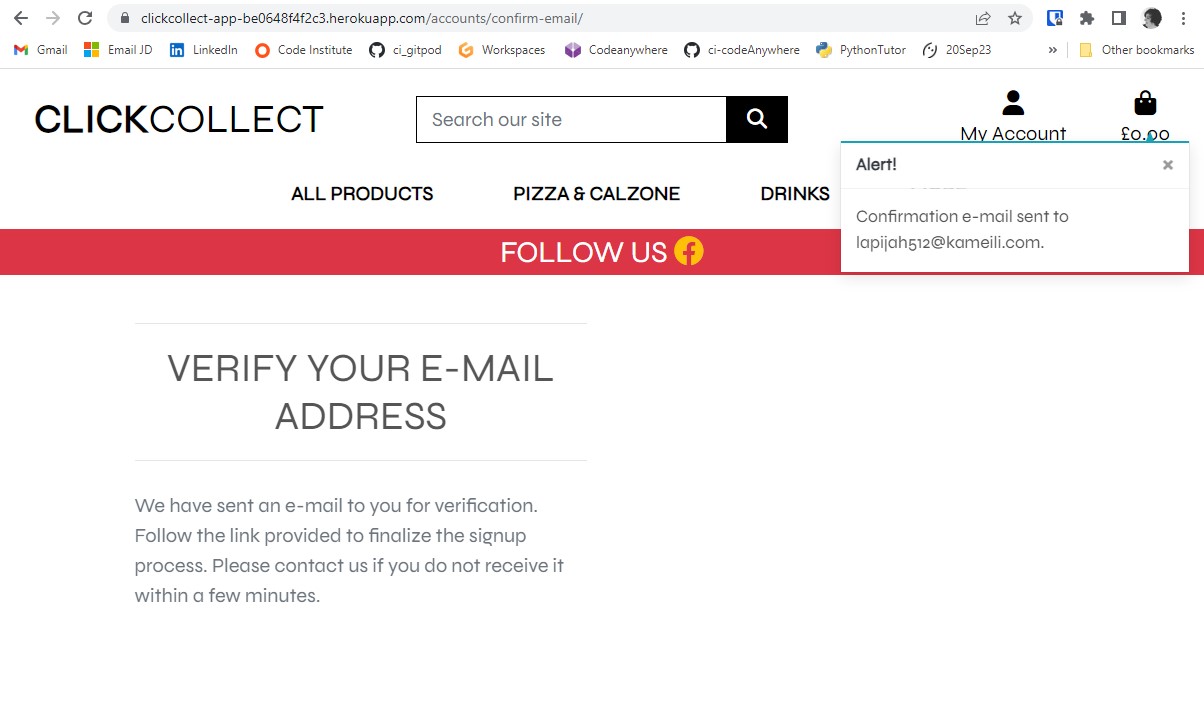 clickcollect-app-be0648f4f2c3.herokuapp.com/accounts/confirm-email/
Gmail Email JD LinkedIn Code Institute ci_gitpod Workspaces Codeanywhere ci-codeAnywhere PythonTutor 20Sep23 » Other bookmarks
CLICKCOLLECT
Search our site
My Account
£0.00
ALL PRODUCTS PIZZA & CALZONE DRINKS
Alert!
×
Confirmation e-mail sent to
lapijah512@kameili.com.
FOLLOW US
VERIFY YOUR E-MAIL
ADDRESS
We have sent an e-mail to you for verification.
Follow the link provided to finalize the signup
process. Please contact us if you do not receive it
within a few minutes.